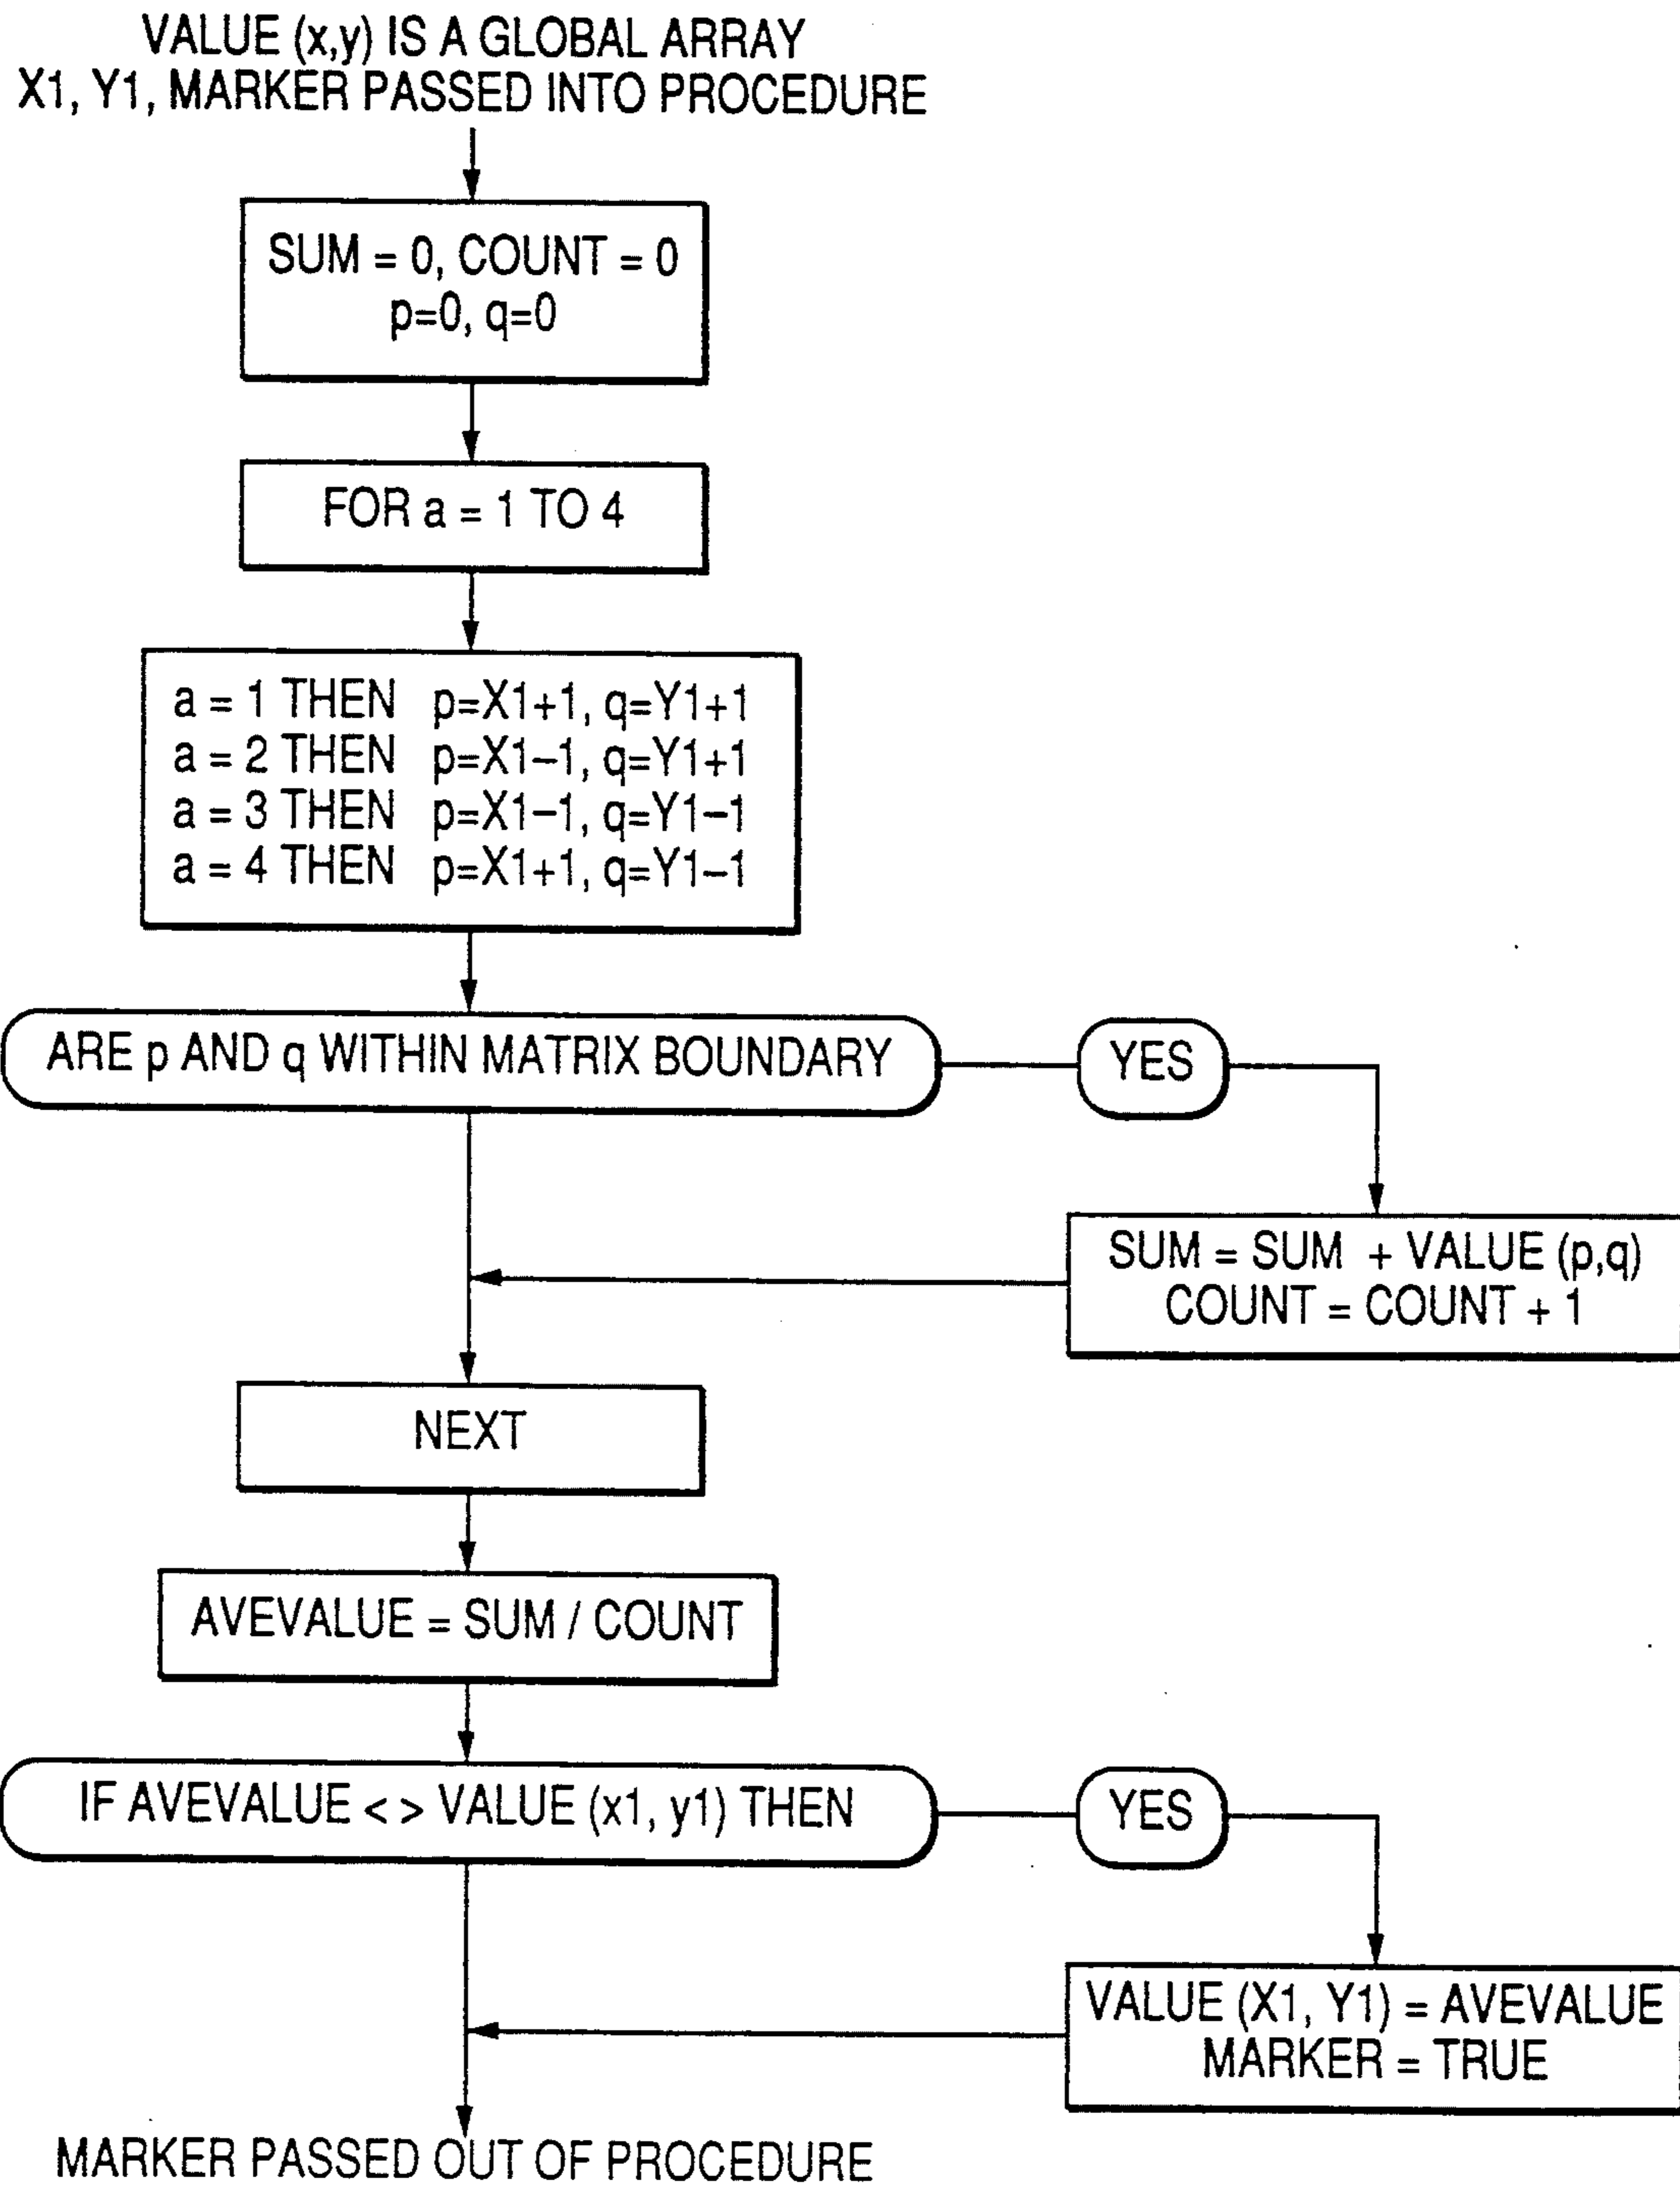 VALUE (x,y) IS A GLOBAL ARRAY
X1, Y1, MARKER PASSED INTO PROCEDURE
SUM = 0, COUNT = 0
p=0, q=0
FOR a = 1 TO 4
a = 1 THEN p=X1+1, q=Y1+1
a = 2 THEN p=X1–1, q=Y1+1
a = 3 THEN p=X1–1, q=Y1–1
a = 4 THEN p=X1+1, q=Y1–1
ARE p AND q WITHIN MATRIX BOUNDARY
YES
SUM = SUM + VALUE (p,q)
COUNT = COUNT + 1
NEXT
AVEVALUE = SUM / COUNT
IF AVEVALUE < > VALUE (x1, y1) THEN
YES
VALUE (X1, Y1) = AVEVALUE
MARKER = TRUE
MARKER PASSED OUT OF PROCEDURE